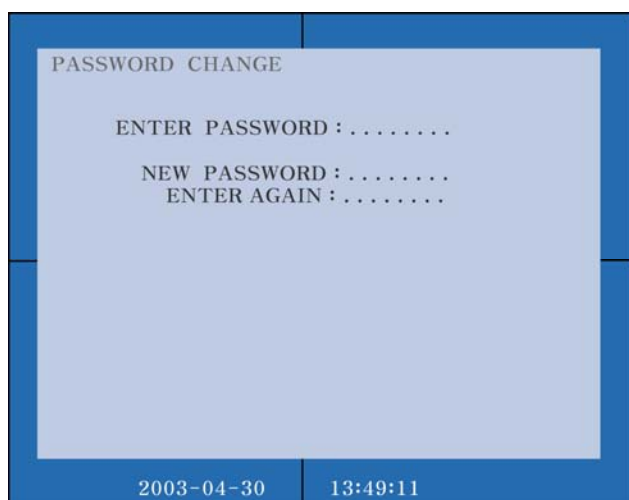 PASSWORD CHANGE
ENTER PASSWORD : ........
NEW PASSWORD : ........
ENTER AGAIN : ........
2003-04-30 13:49:11